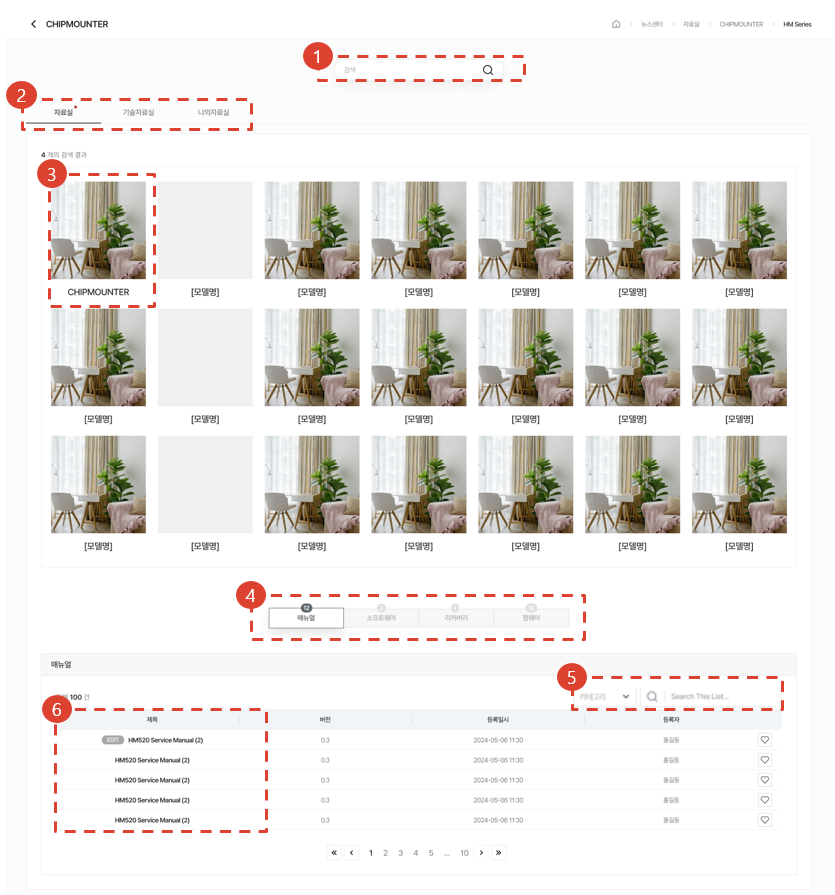 CHIPMOUNTER
뉴스센터 자료실 CHIPMOUNTER HM Series
1
검색
2
자료실 기술자료실 나의자료실
4 개의 검색 결과
3
CHIPMOUNTER [모델명] [모델명] [모델명] [모델명] [모델명] [모델명]
[모델명] [모델명] [모델명] [모델명] [모델명] [모델명] [모델명]
[모델명] [모델명] [모델명] [모델명] [모델명] [모델명] [모델명]
4
12 2 1 12
매뉴얼 소프트웨어 리커버리 펌웨어
매뉴얼
5
100 건 카테고리 Search This List...
6
제목 버전 등록일시 등록자
EDIT HM520 Service Manual (2) 0.3 2024-05-06 11:30 홍길동
HM520 Service Manual (2) 0.3 2024-05-06 11:30 홍길동
HM520 Service Manual (2) 0.3 2024-05-06 11:30 홍길동
HM520 Service Manual (2) 0.3 2024-05-06 11:30 홍길동
HM520 Service Manual (2) 0.3 2024-05-06 11:30 홍길동
« ‹ 1 2 3 4 5 ... 10 › »